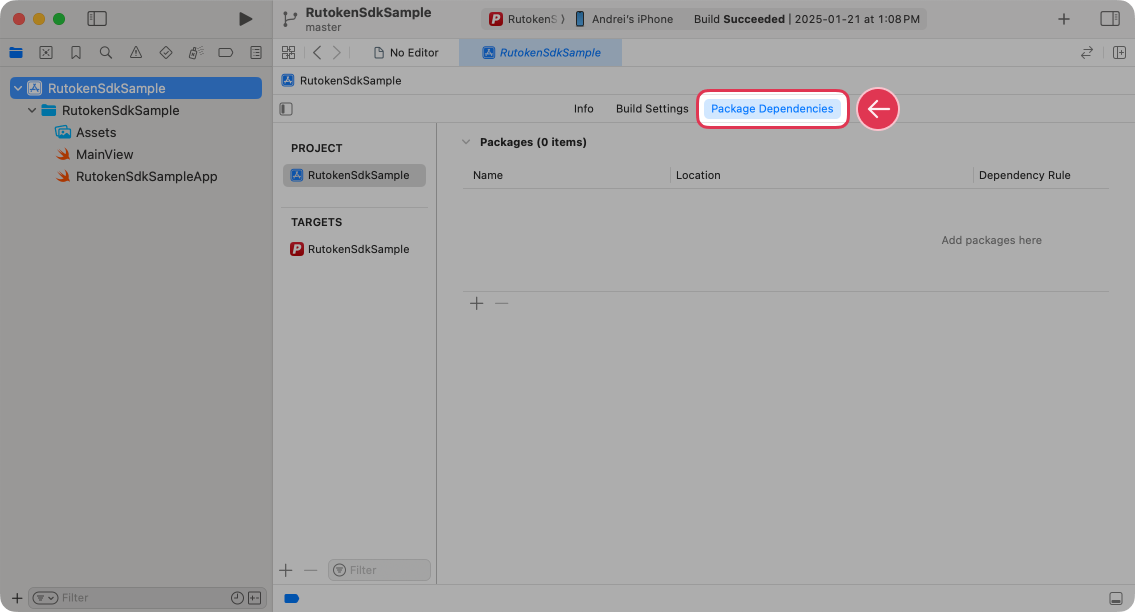 RutokenSdkSample
master
RutokenS
Andrei's iPhone
Build Succeeded | 2025-01-21 at 1:08 PM
No Editor
RutokenSdkSample
RutokenSdkSample
RutokenSdkSample
RutokenSdkSample
Assets
MainView
RutokenSdkSampleApp
Info
Build Settings
Package Dependencies
PROJECT
RutokenSdkSample
TARGETS
RutokenSdkSample
Packages (0 items)
Name
Location
Dependency Rule
Add packages here
Filter
Filter